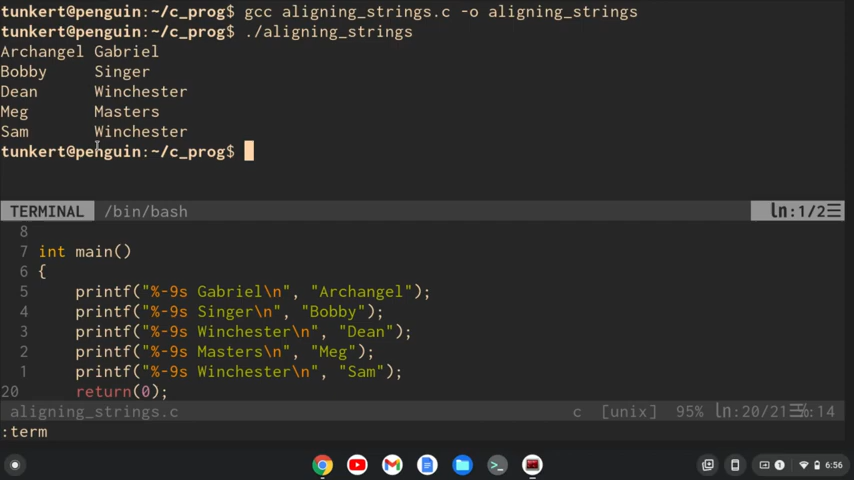 tunkert@penguin:~/c_prog$ gcc aligning_strings.c -o aligning_strings
tunkert@penguin:~/c_prog$ ./aligning_strings
Archangel Gabriel
Bobby     Singer
Dean      Winchester
Meg       Masters
Sam       Winchester
tunkert@penguin:~/c_prog$
TERMINAL /bin/bash ln:1/2☰
8
7 int main()
6 {
5     printf("%-9s Gabriel\n", "Archangel");
4     printf("%-9s Singer\n", "Bobby");
3     printf("%-9s Winchester\n", "Dean");
2     printf("%-9s Masters\n", "Meg");
1     printf("%-9s Winchester\n", "Sam");
20     return(0);
aligning_strings.c c [unix] 95% ln:20/21☰%:14
:term
1 6:56